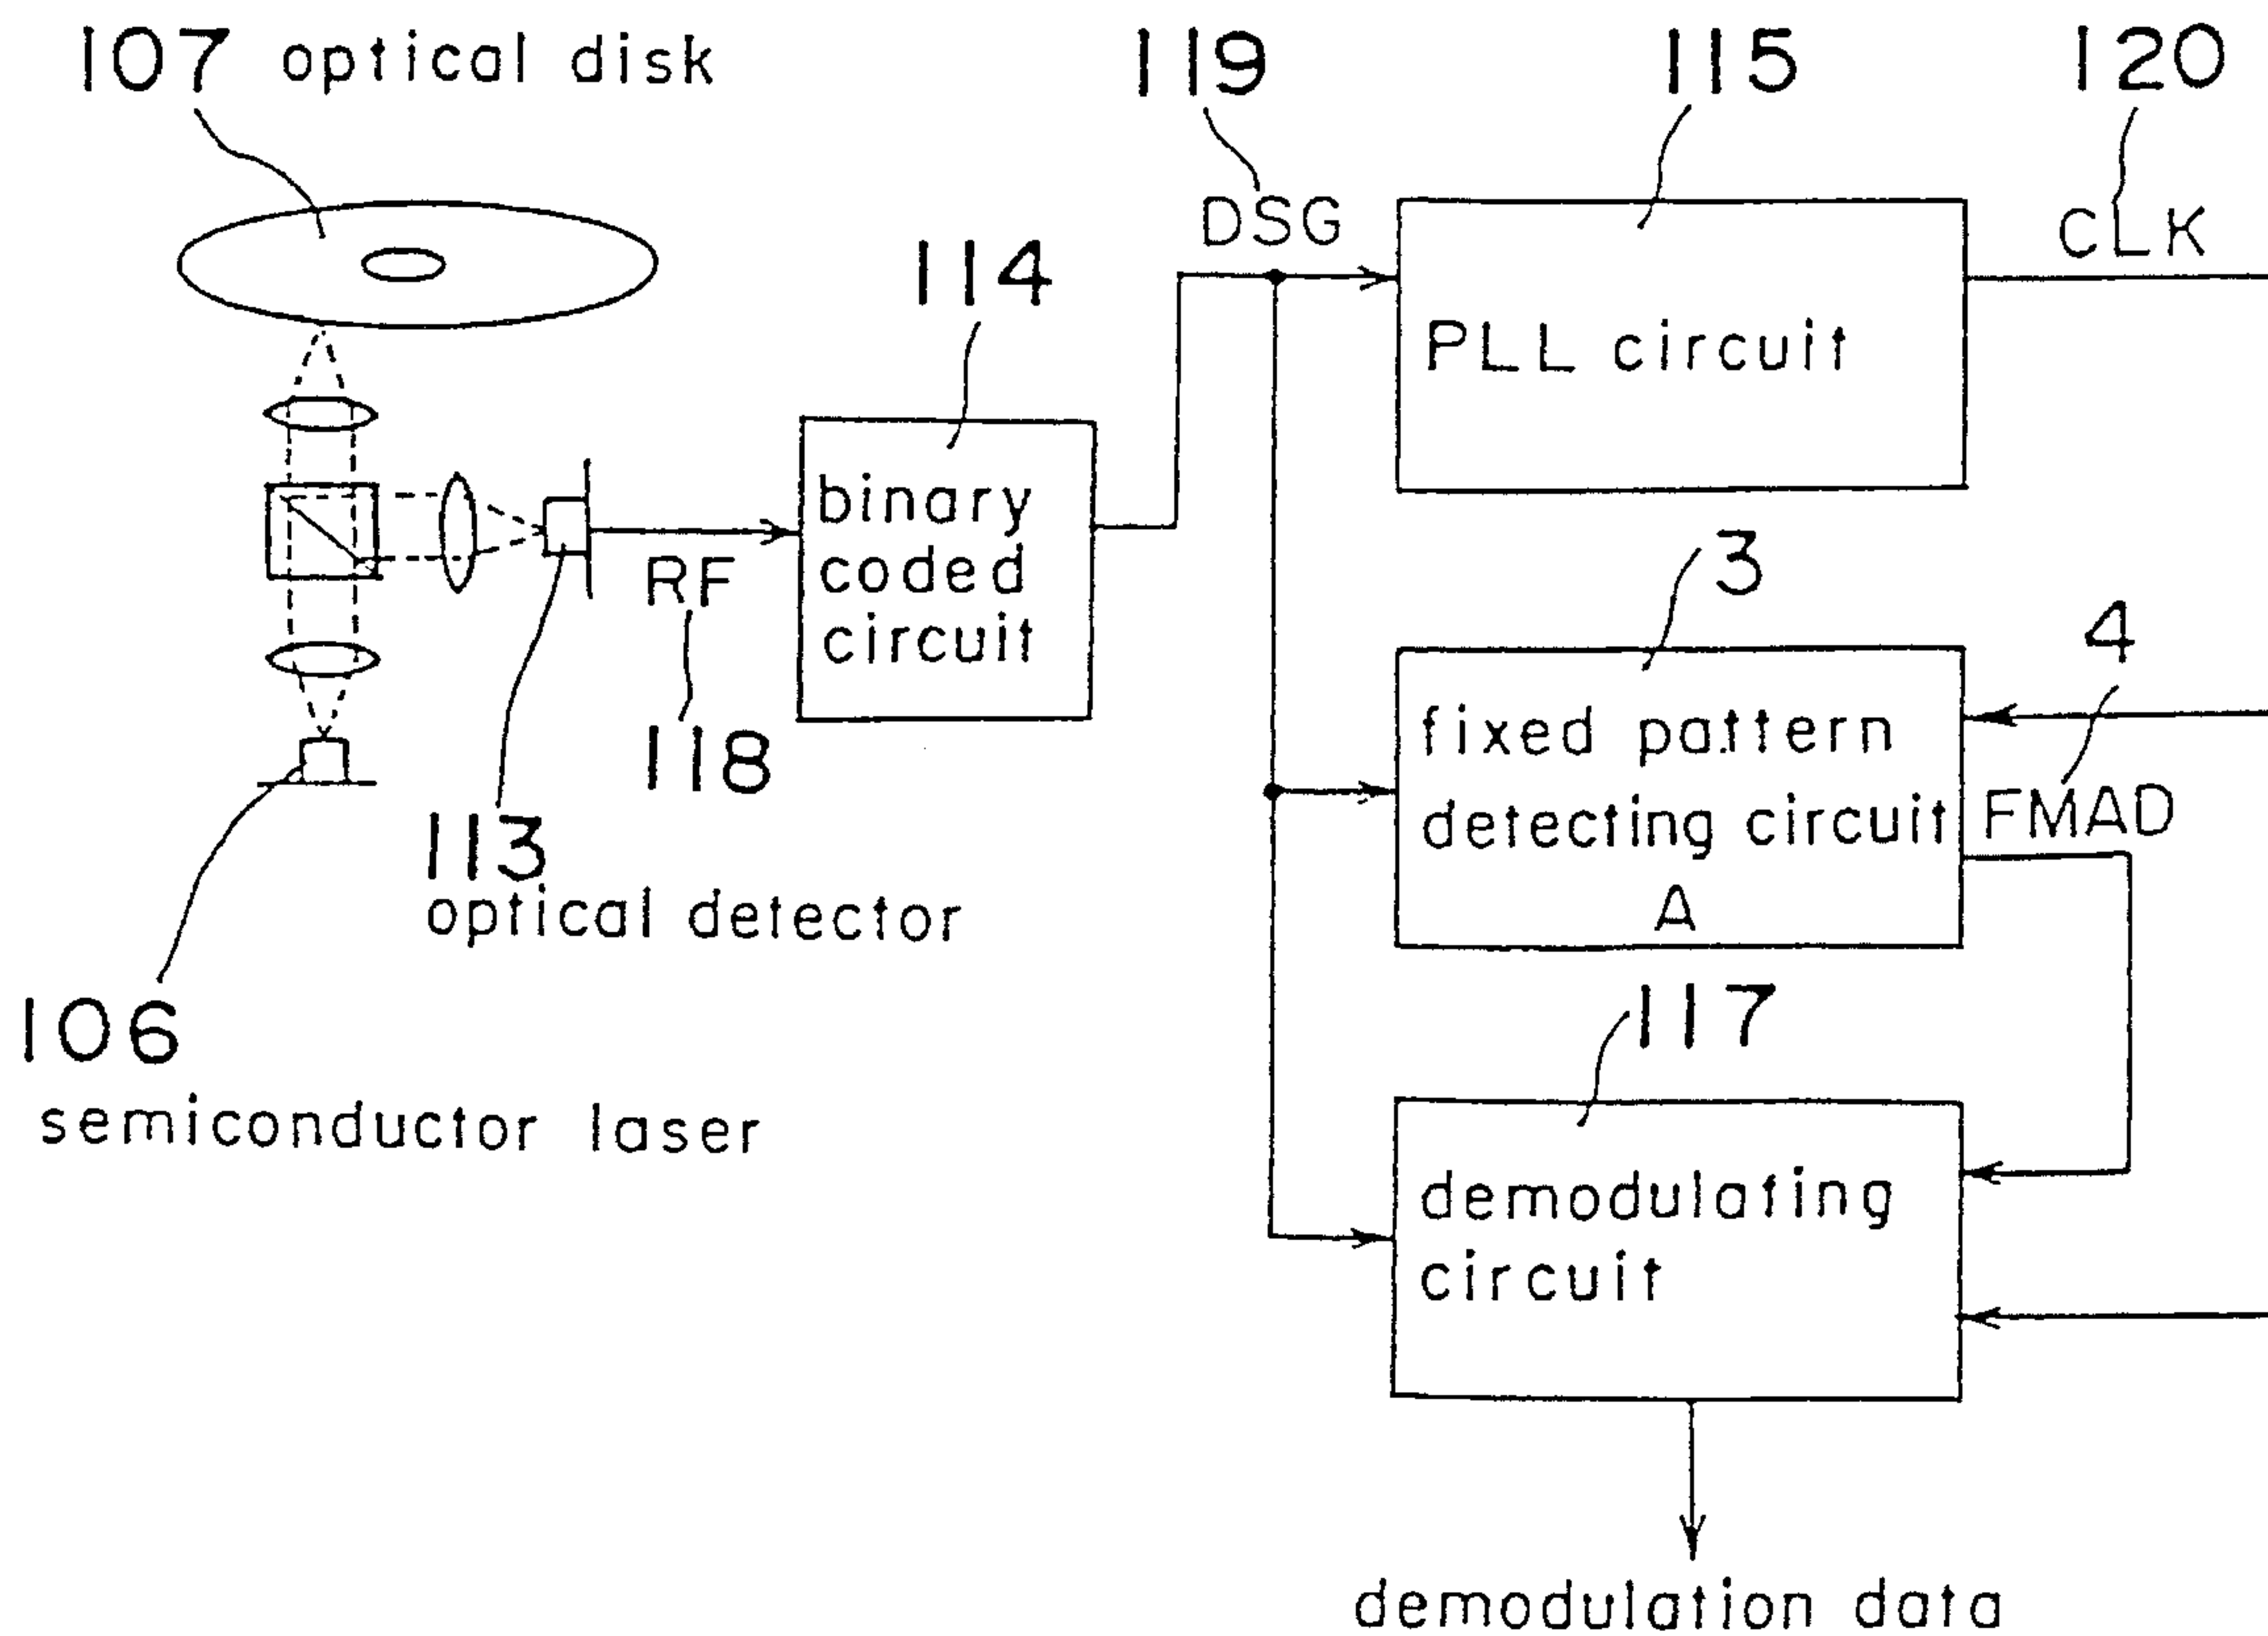 107 optical disk
119
115
120
DSG
CLK
114
PLL circuit
binary
coded
circuit
RF
118
3
4
fixed pattern
detecting circuit
A
FMAD
113
optical detector
106
semiconductor laser
117
demodulating
circuit
demodulation data